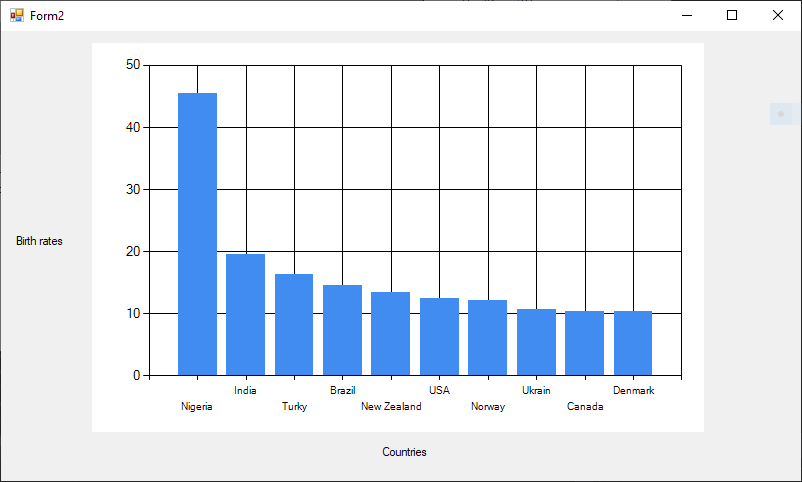 Form2
50
40
30
20
10
0
Birth rates
India Brazil USA Ukrain Denmark
Nigeria Turky New Zealand Norway Canada
Countries